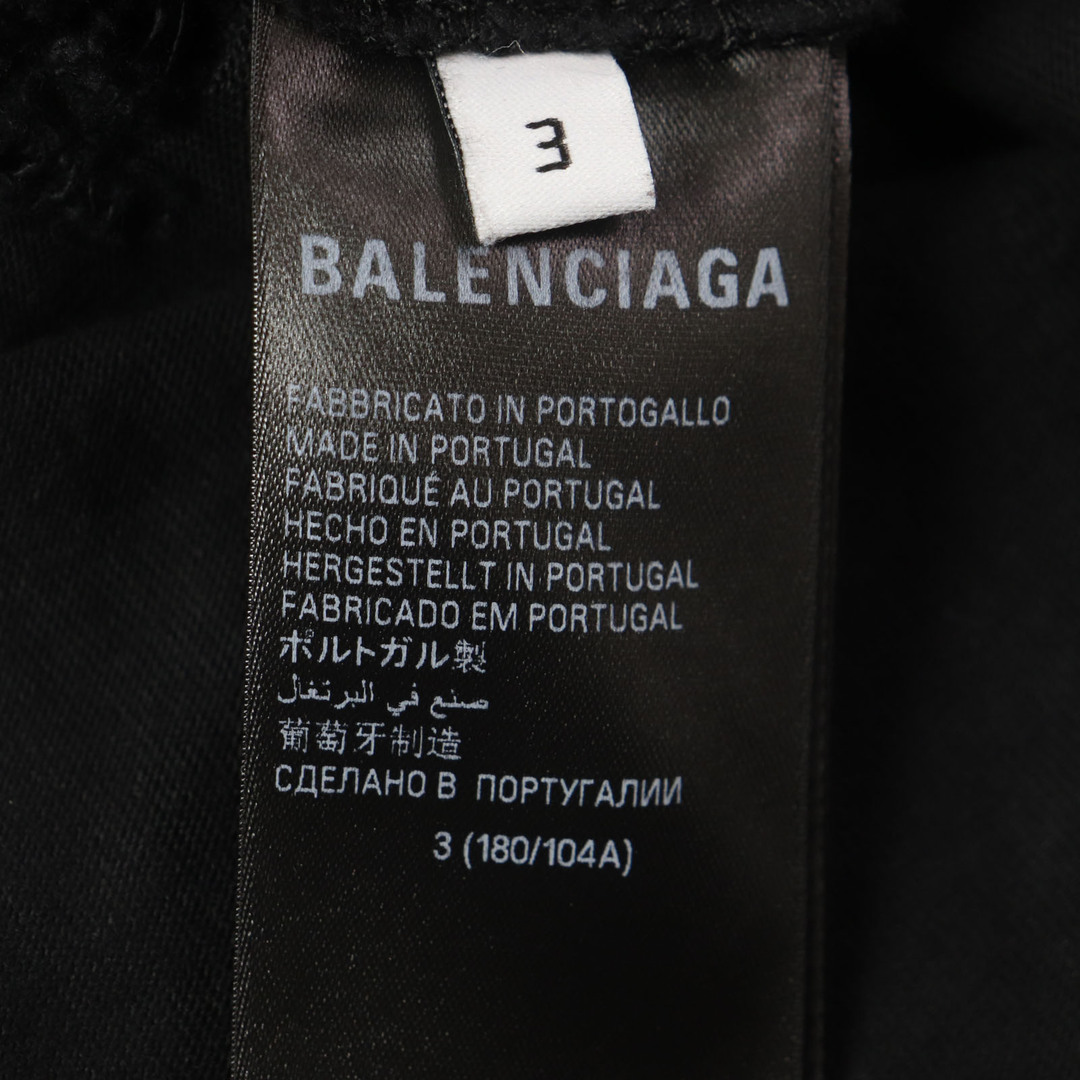 3
BALENCIAGA
FABBRICATO IN PORTOGALLO
MADE IN PORTUGAL
FABRIQUÉ AU PORTUGAL
HECHO EN PORTUGAL
HERGESTELLT IN PORTUGAL
FABRICADO EM PORTUGAL
ポルトガル製
صنع في البرتغال
葡萄牙制造
СДЕЛАНО В ПОРТУГАЛИИ
3 (180/104A)